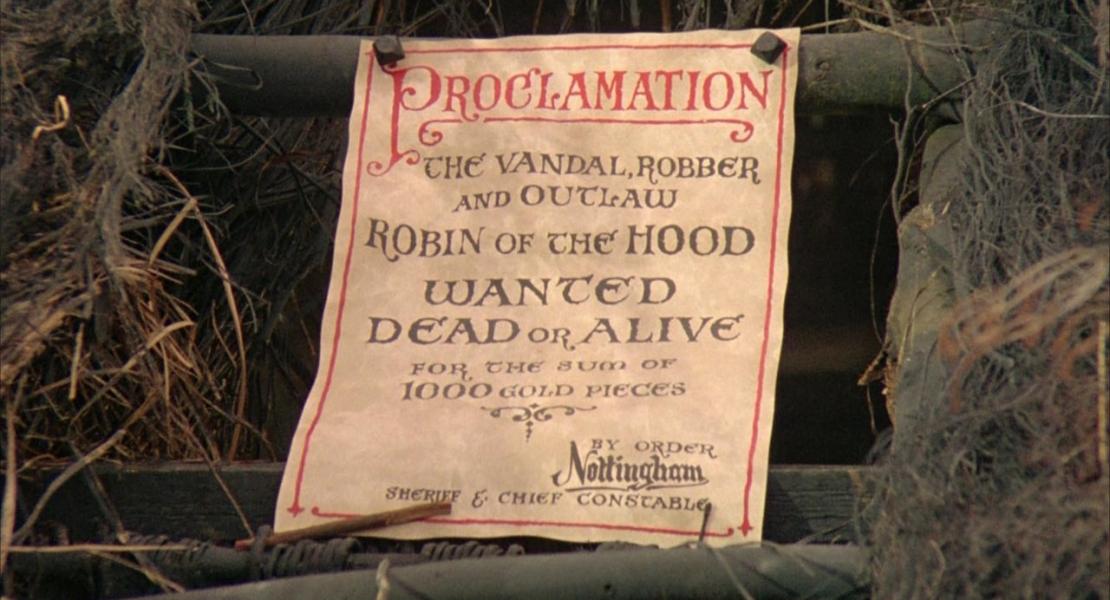 PROCLAMATION
THE VANDAL, ROBBER
AND OUTLAW
ROBIN OF THE HOOD
WANTED
DEAD OR ALIVE
FOR THE SUM OF
1000 GOLD PIECES
BY ORDER
Nottingham
SHERIFF & CHIEF CONSTABLE